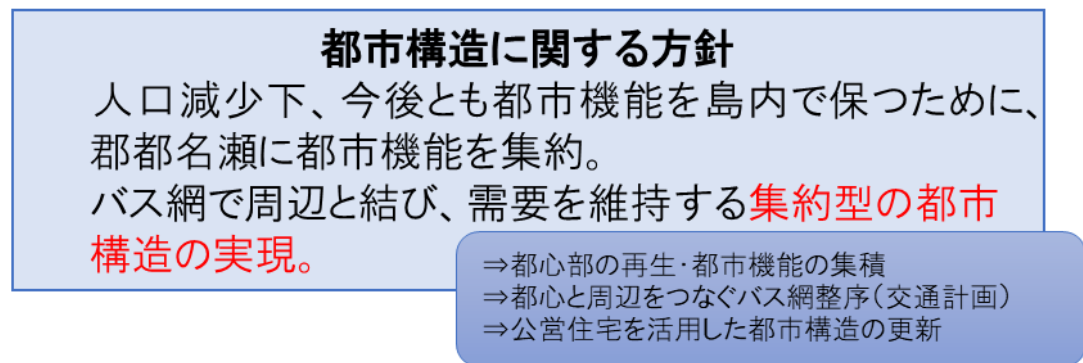 都市構造に関する方針
人口減少下、今後とも都市機能を島内で保つために、
郡都名瀬に都市機能を集約。
バス網で周辺と結び、需要を維持する集約型の都市
構造の実現。
⇒都心部の再生・都市機能の集積
⇒都心と周辺をつなぐバス網整序（交通計画）
⇒公営住宅を活用した都市構造の更新